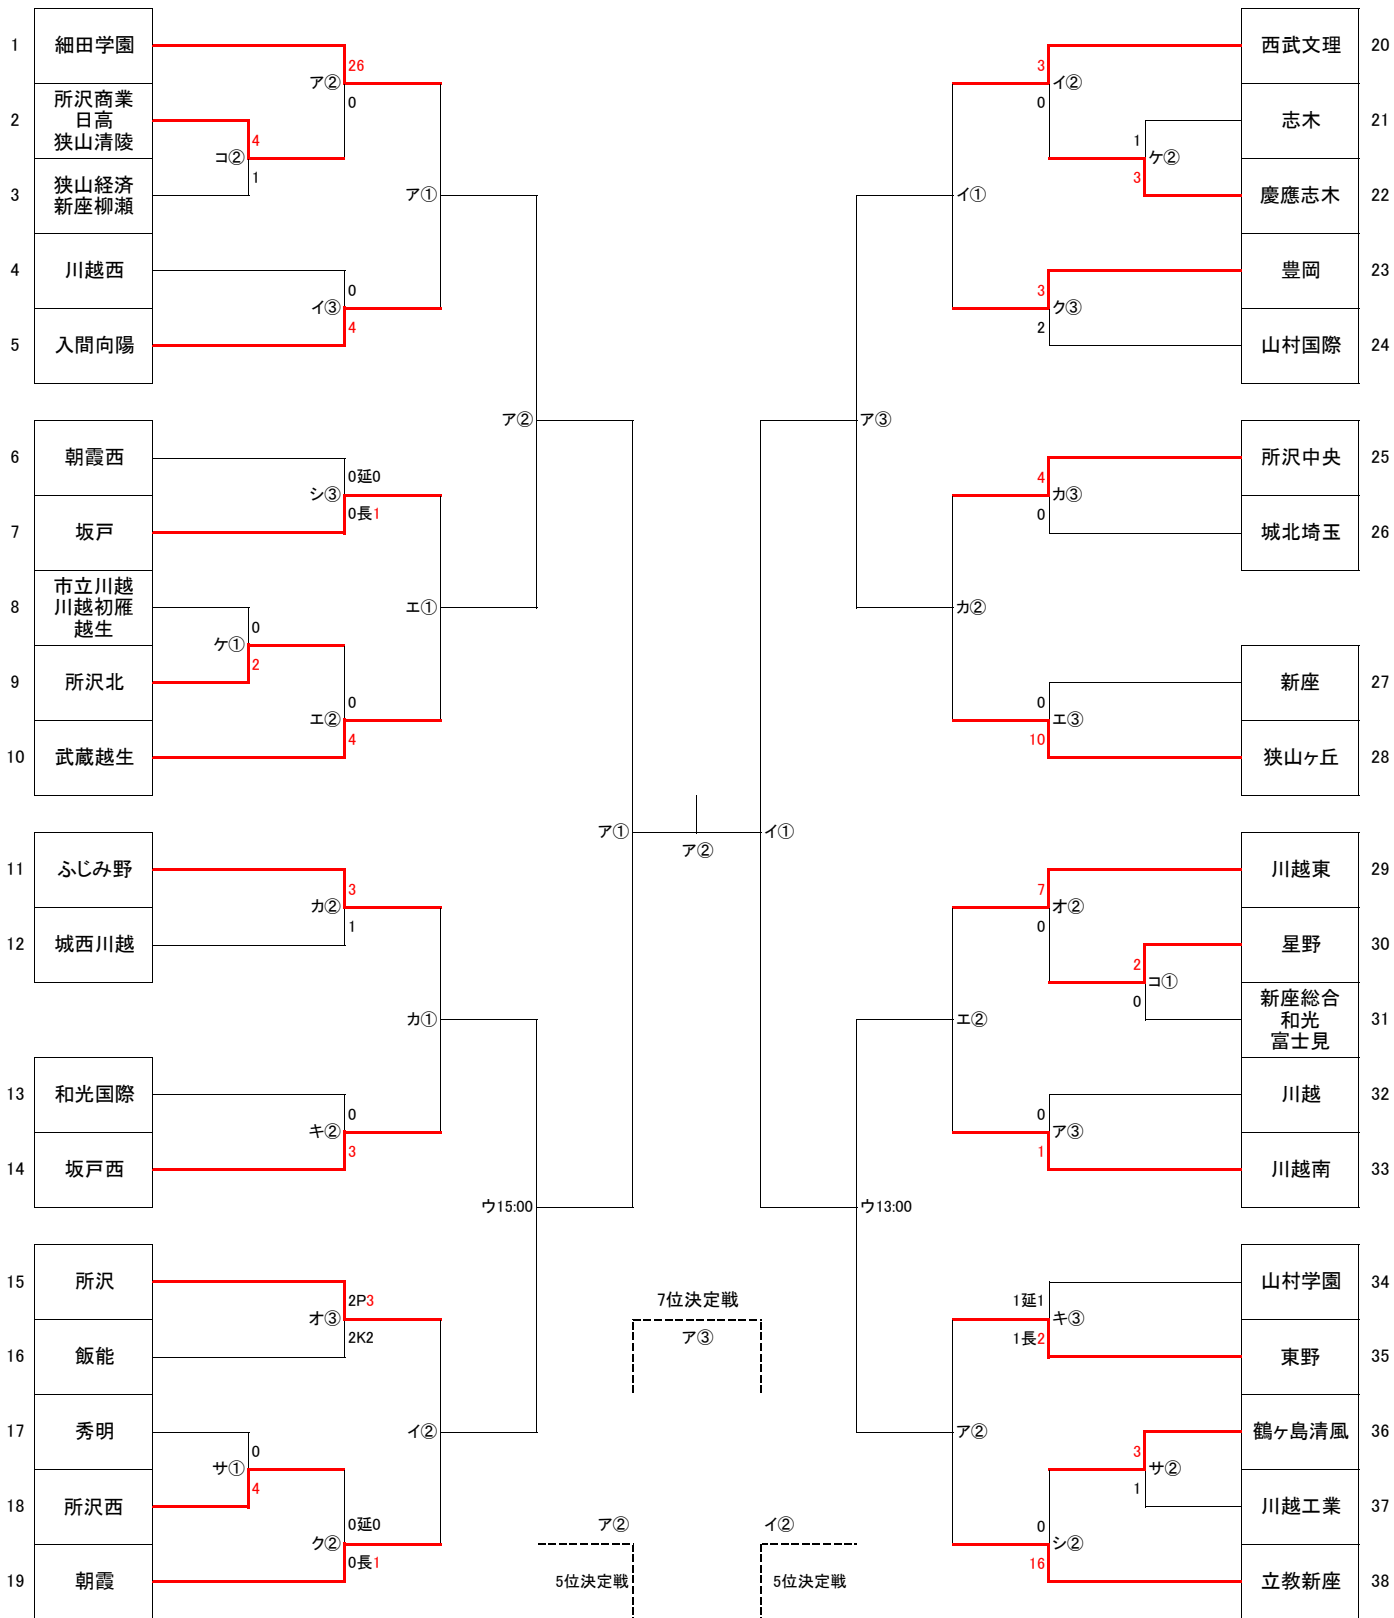 1 細田学園
26
ア②
0
2 所沢商業
日高
狭山清陵
4
コ②
1
3 狭山経済
新座柳瀬
ア①
4 川越西
0
イ③
4
5 入間向陽
ア②
6 朝霞西
0延0
シ③
0長1
7 坂戸
8 市立川越
川越初雁
越生
エ①
0
ケ①
2
9 所沢北
0
エ②
4
10 武蔵越生
ア①
11 ふじみ野
3
カ②
1
12 城西川越
カ①
13 和光国際
0
キ②
3
14 坂戸西
ウ15:00
15 所沢
2P3
オ③
2K2
16 飯能
17 秀明
イ②
0
サ①
4
18 所沢西
0延0
ク②
0長1
19 朝霞
ア②
7位決定戦
ア③
ア②
5位決定戦
イ②
5位決定戦
西武文理 20
3
イ②
0
志木 21
1
ケ②
3
慶應志木 22
イ①
豊岡 23
3
ク③
2
山村国際 24
ア③
所沢中央 25
4
カ③
0
城北埼玉 26
カ②
新座 27
0
エ③
10
狭山ヶ丘 28
イ①
川越東 29
7
オ②
0
星野 30
2
コ①
0
新座総合
和光
富士見 31
エ②
川越 32
0
ア③
1
川越南 33
ウ13:00
山村学園 34
1延1
キ③
1長2
東野 35
ア②
鶴ヶ島清風 36
3
サ②
1
川越工業 37
0
シ②
16
立教新座 38